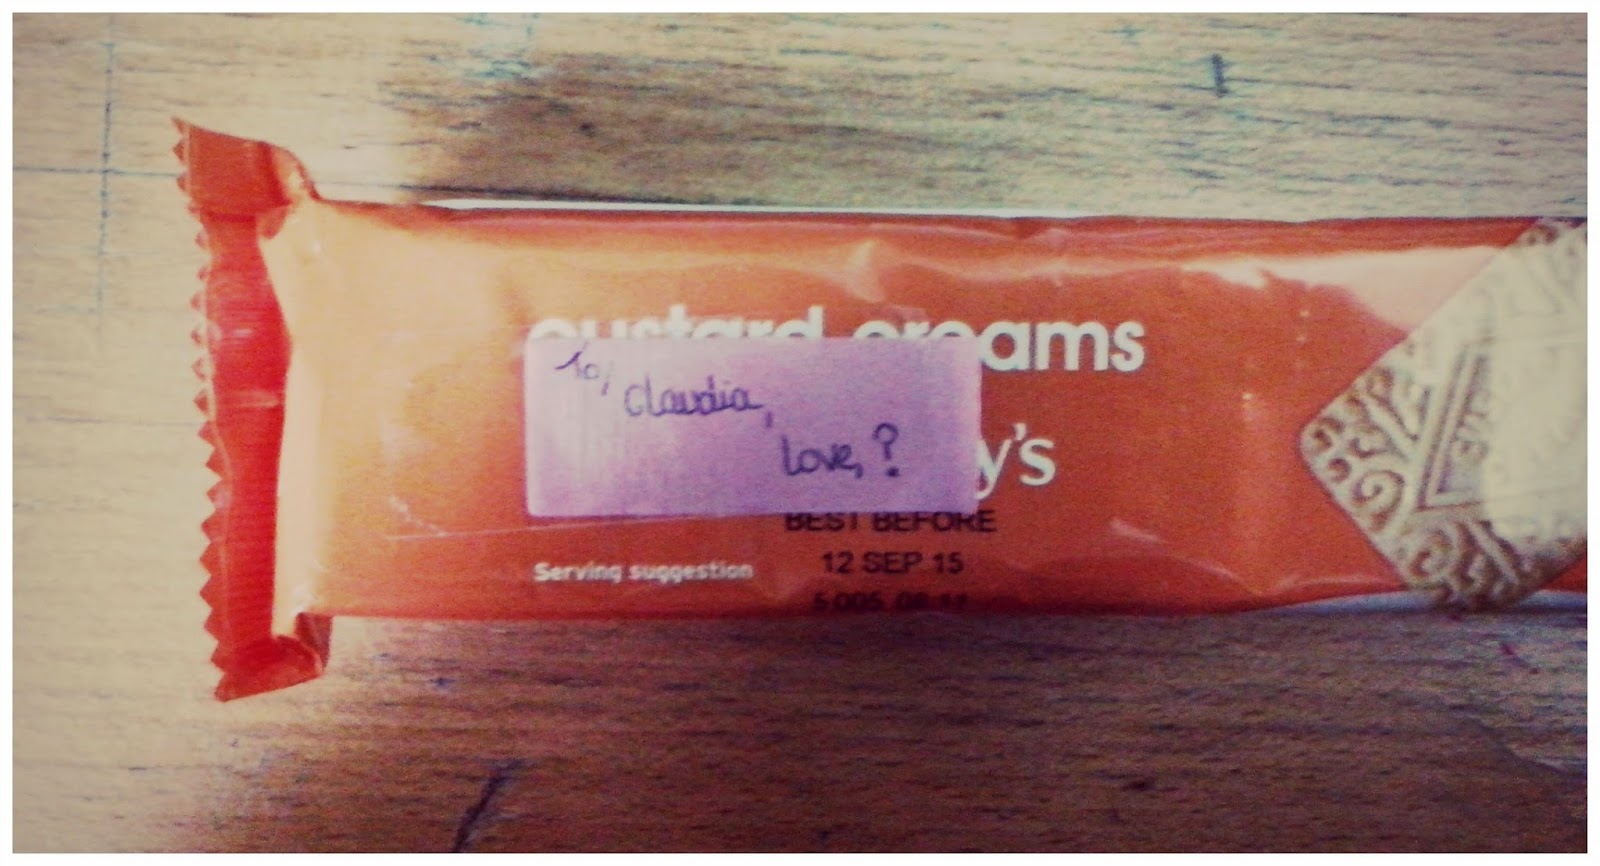 custard creams
To/
Claudia,
Love, ?
y's
BEST BEFORE
Serving suggestion
12 SEP 15